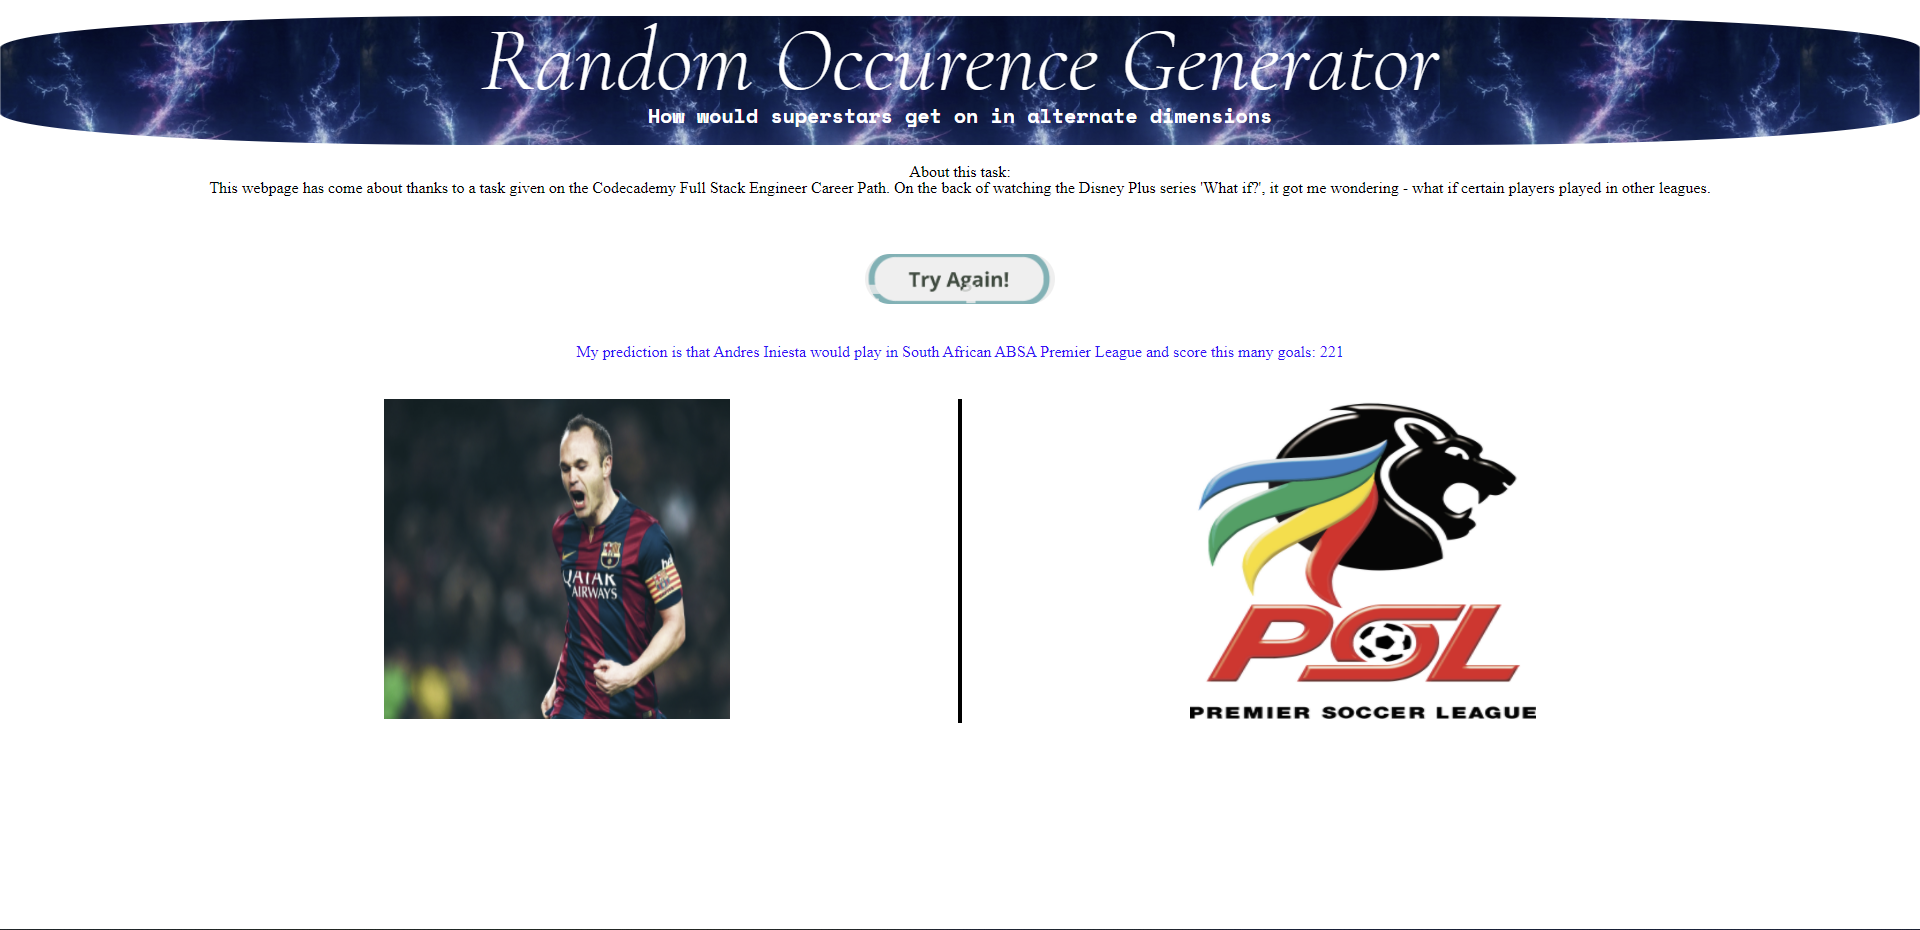 Random Occurence Generator
How would superstars get on in alternate dimensions
About this task:
This webpage has come about thanks to a task given on the Codecademy Full Stack Engineer Career Path. On the back of watching the Disney Plus series 'What if?', it got me wondering - what if certain players played in other leagues.
Try Again!
My prediction is that Andres Iniesta would play in South African ABSA Premier League and score this many goals: 221
QATAR
AIRWAYS
PSL
PREMIER SOCCER LEAGUE